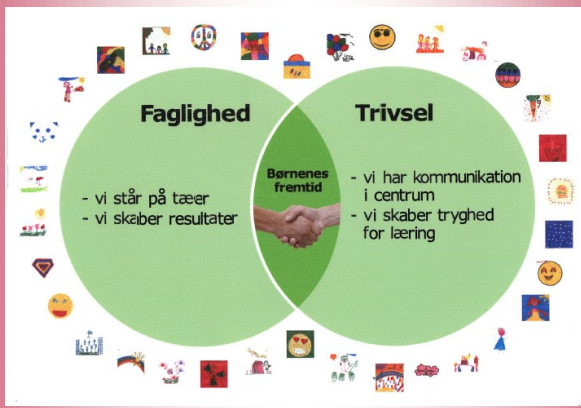 Faglighed
- vi står på tæer
- vi skaber resultater
Børnenes
fremtid
Trivsel
- vi har kommunikation
i centrum
- vi skaber tryghed
for læring